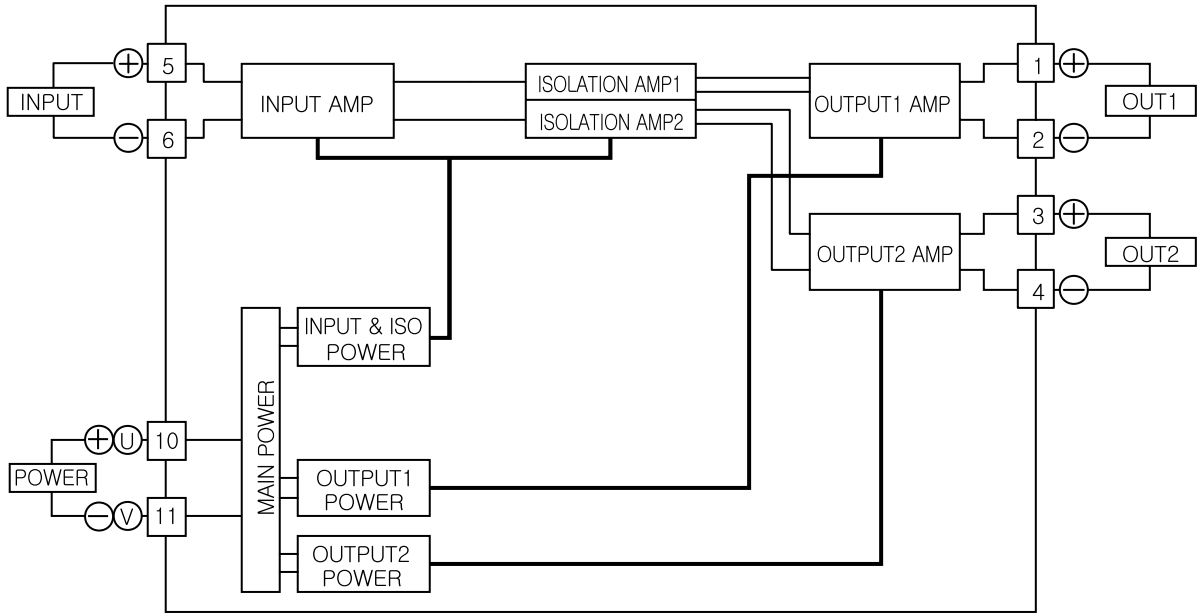 INPUT
+
−
5
6
INPUT AMP
ISOLATION AMP1
ISOLATION AMP2
OUTPUT1 AMP
1
+
2
−
OUT1
OUTPUT2 AMP
3
+
4
−
OUT2
POWER
+ U
− V
10
11
MAIN POWER
INPUT & ISO
POWER
OUTPUT1
POWER
OUTPUT2
POWER